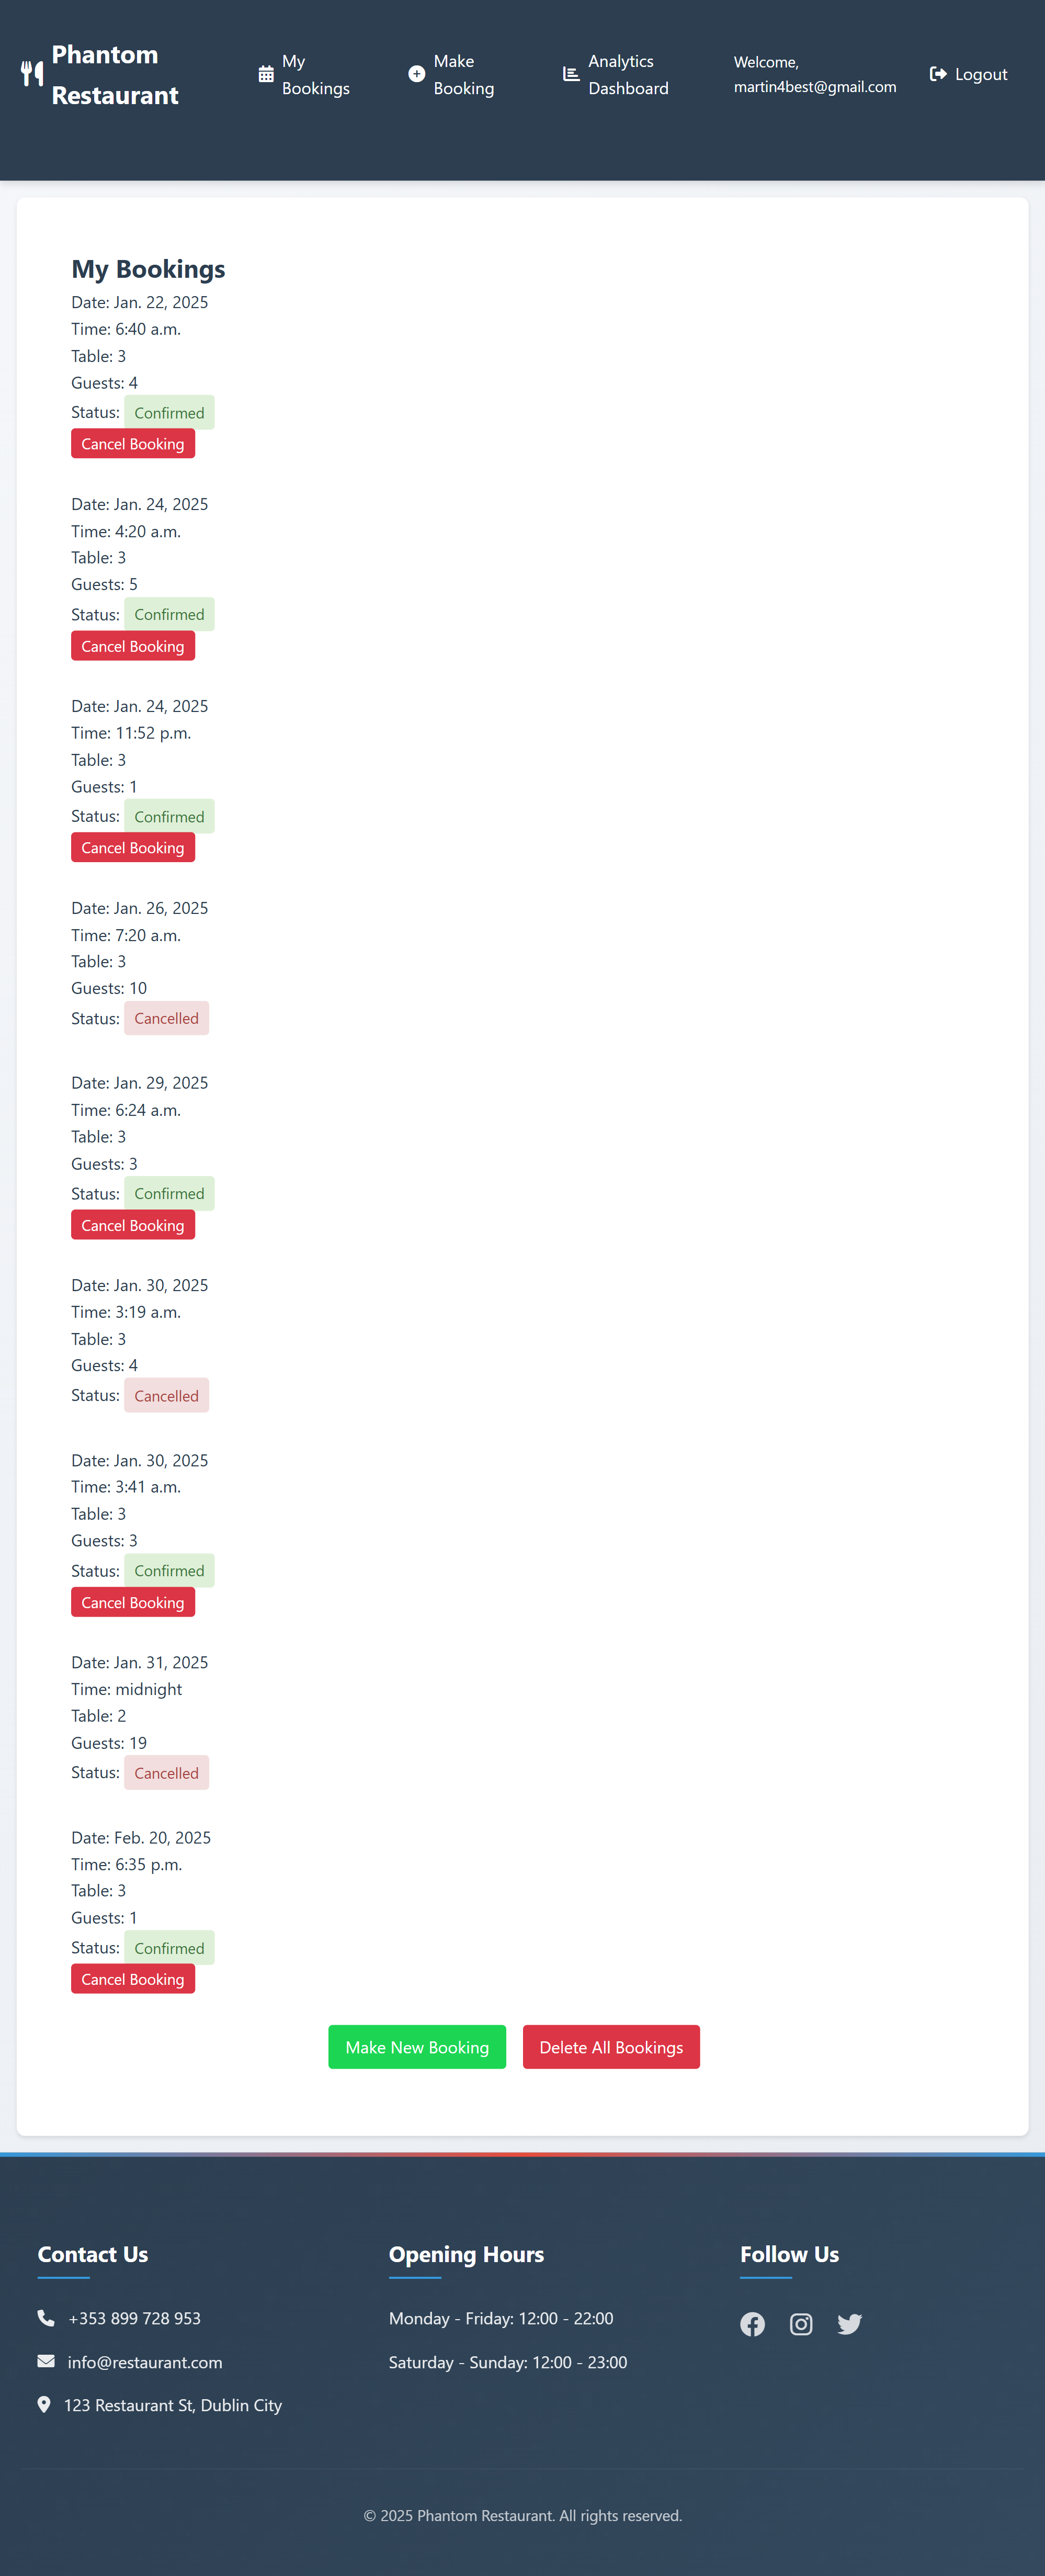 Phantom
Restaurant
My
Bookings
Make
Booking
Analytics
Dashboard
Welcome,
martin4best@gmail.com
Logout
My Bookings
Date: Jan. 22, 2025
Time: 6:40 a.m.
Table: 3
Guests: 4
Status: Confirmed
Cancel Booking
Date: Jan. 24, 2025
Time: 4:20 a.m.
Table: 3
Guests: 5
Status: Confirmed
Cancel Booking
Date: Jan. 24, 2025
Time: 11:52 p.m.
Table: 3
Guests: 1
Status: Confirmed
Cancel Booking
Date: Jan. 26, 2025
Time: 7:20 a.m.
Table: 3
Guests: 10
Status: Cancelled
Date: Jan. 29, 2025
Time: 6:24 a.m.
Table: 3
Guests: 3
Status: Confirmed
Cancel Booking
Date: Jan. 30, 2025
Time: 3:19 a.m.
Table: 3
Guests: 4
Status: Cancelled
Date: Jan. 30, 2025
Time: 3:41 a.m.
Table: 3
Guests: 3
Status: Confirmed
Cancel Booking
Date: Jan. 31, 2025
Time: midnight
Table: 2
Guests: 19
Status: Cancelled
Date: Feb. 20, 2025
Time: 6:35 p.m.
Table: 3
Guests: 1
Status: Confirmed
Cancel Booking
Make New Booking
Delete All Bookings
Contact Us
+353 899 728 953
info@restaurant.com
123 Restaurant St, Dublin City
Opening Hours
Monday - Friday: 12:00 - 22:00
Saturday - Sunday: 12:00 - 23:00
Follow Us
© 2025 Phantom Restaurant. All rights reserved.